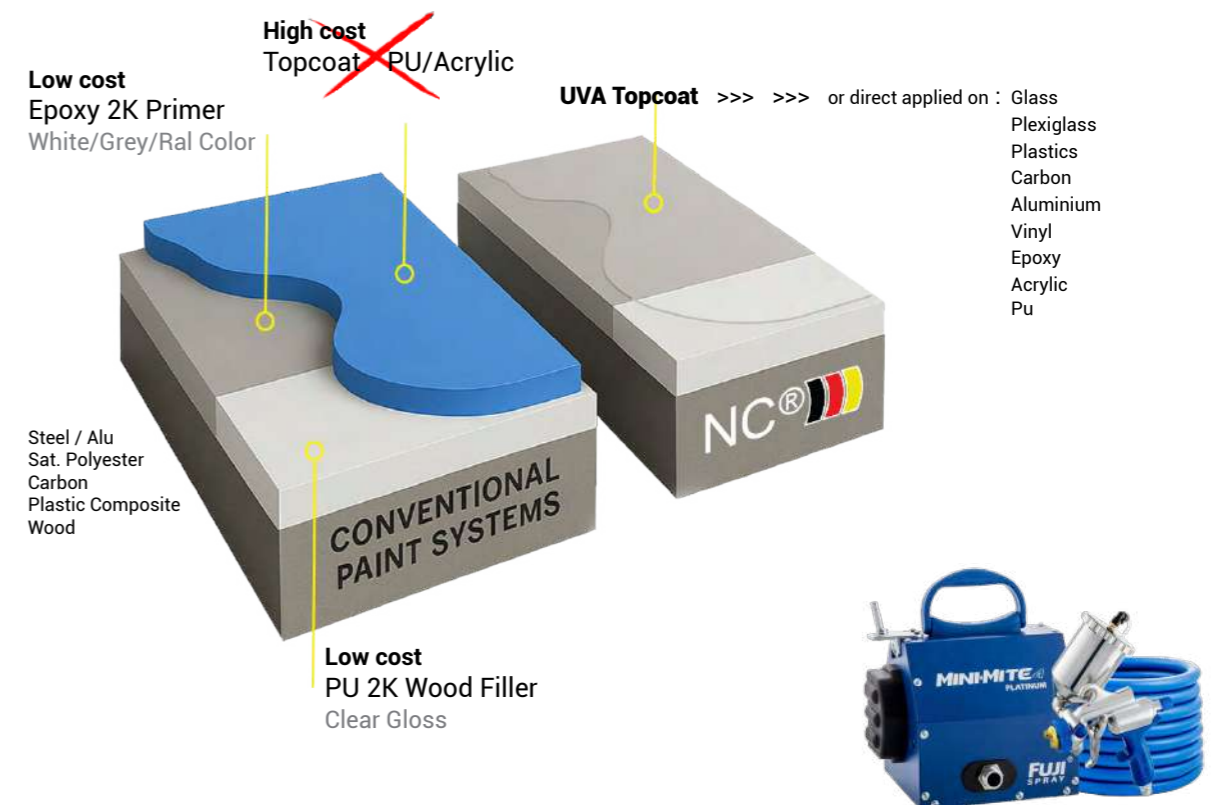 High cost
Topcoat PU/Acrylic
Low cost
Epoxy 2K Primer
White/Grey/Ral Color
UVA Topcoat >>> >>> or direct applied on : Glass
Plexiglass
Plastics
Carbon
Aluminium
Vinyl
Epoxy
Acrylic
Pu
NC®
Steel / Alu
Sat. Polyester
Carbon
Plastic Composite
Wood
CONVENTIONAL
PAINT SYSTEMS
Low cost
PU 2K Wood Filler
Clear Gloss
MINI-MITE 4
PLATINUM
FUJI
SPRAY